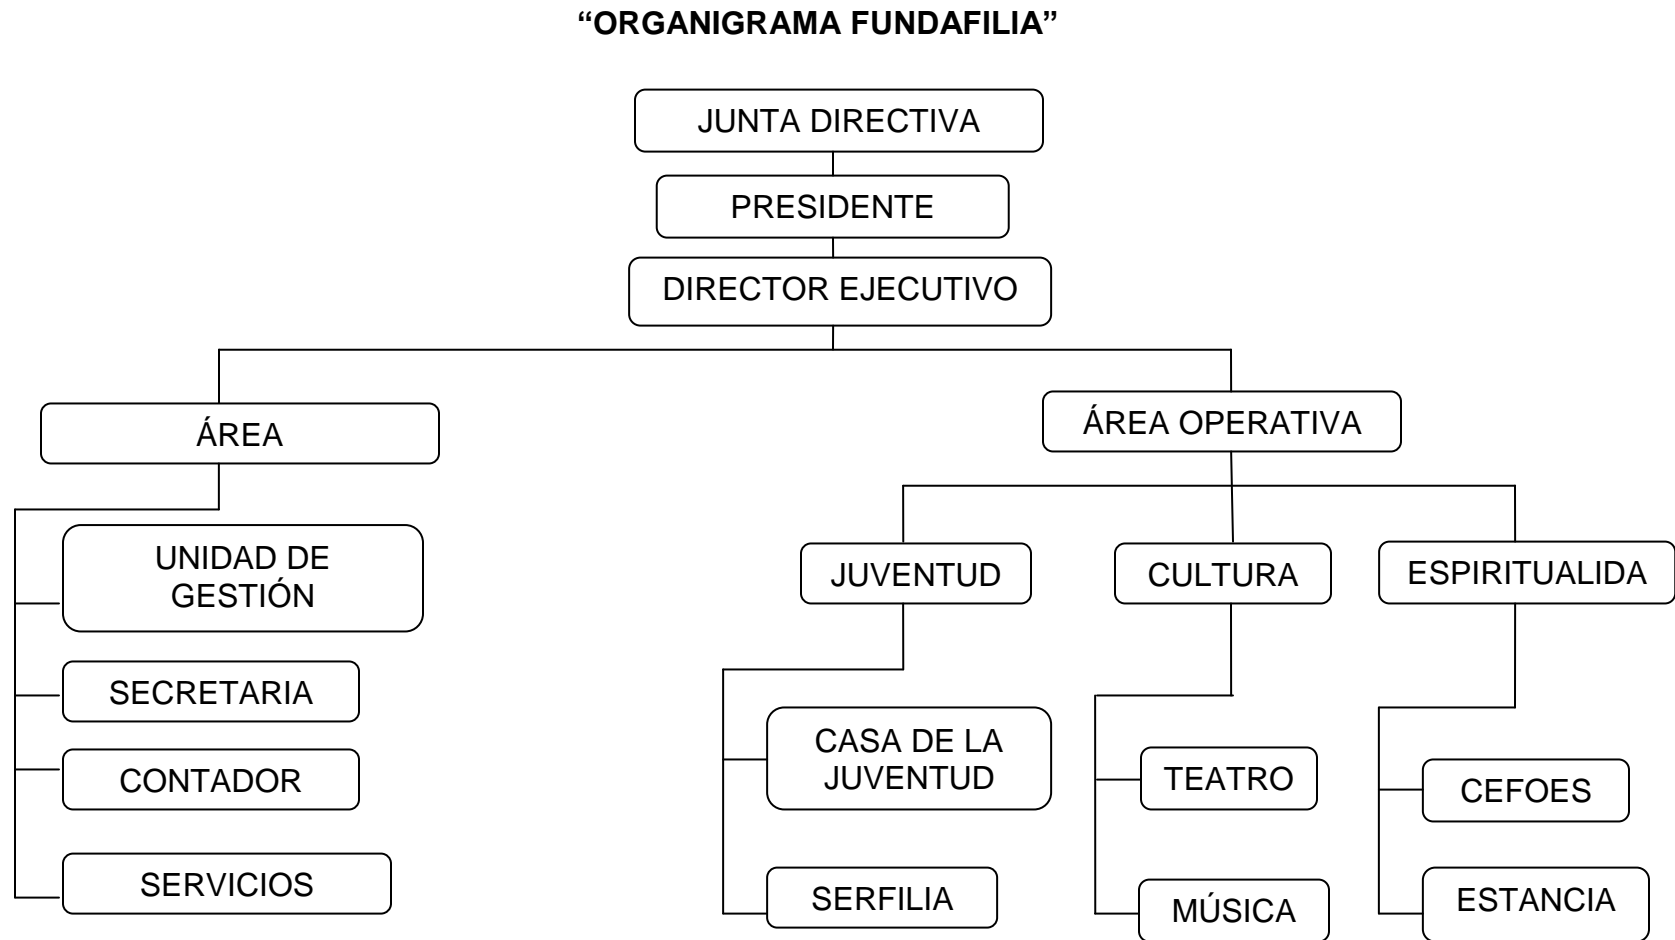 “ORGANIGRAMA FUNDAFILIA”
JUNTA DIRECTIVA
PRESIDENTE
DIRECTOR EJECUTIVO
ÁREA
ÁREA OPERATIVA
UNIDAD DE
GESTIÓN
SECRETARIA
CONTADOR
SERVICIOS
JUVENTUD
CULTURA
ESPIRITUALIDA
CASA DE LA
JUVENTUD
SERFILIA
TEATRO
MÚSICA
CEFOES
ESTANCIA